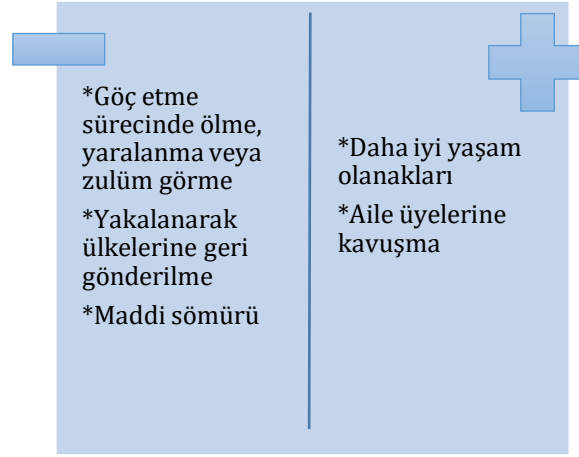 *Göç etme
sürecinde ölme,
yaralanma veya
zulüm görme
*Yakalanarak
ülkelerine geri
gönderilme
*Maddi sömürü
*Daha iyi yaşam
olanakları
*Aile üyelerine
kavuşma